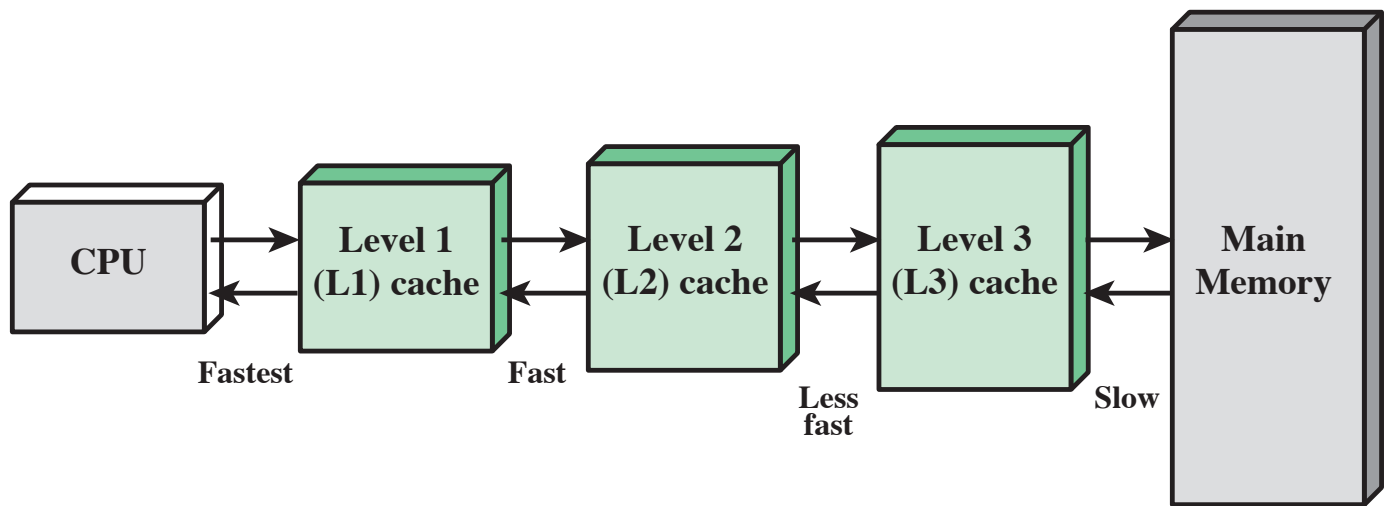 CPU
Level 1
(L1) cache
Level 2
(L2) cache
Level 3
(L3) cache
Main
Memory
Fastest
Fast
Less
fast
Slow